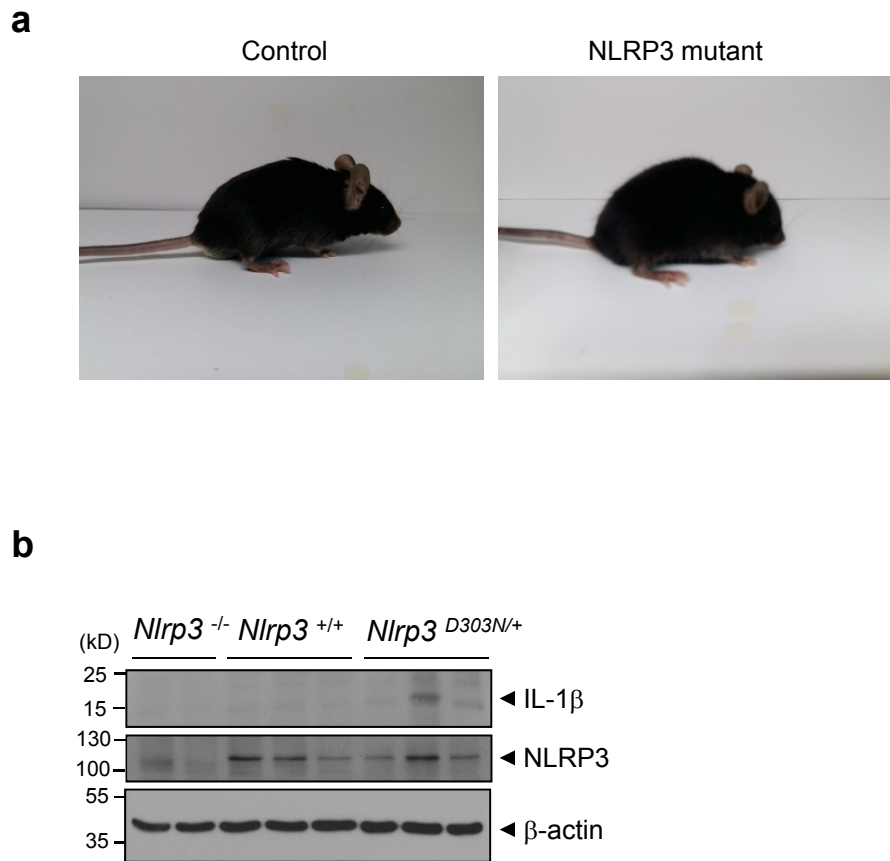 a
Control NLRP3 mutant
b
(kD) Nlrp3 -/- Nlrp3 +/+ Nlrp3 D303N/+
25
15
IL-1β
130
100
NLRP3
55
35
β-actin